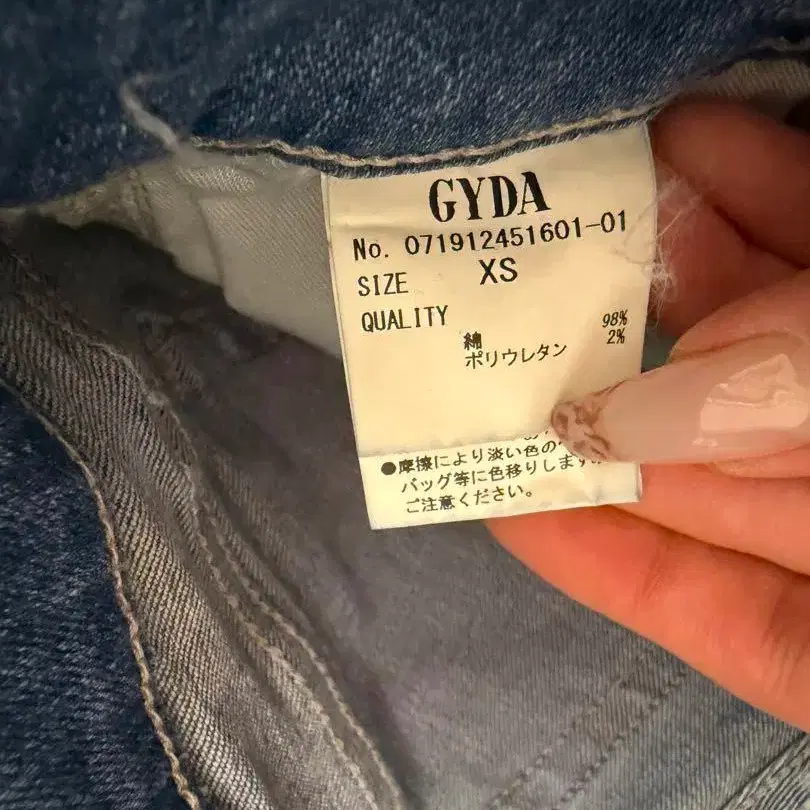 GYDA
No. 071912451601-01
SIZE XS
QUALITY
綿 98%
ポリウレタン 2%
●摩擦により淡い色の
バッグ等に色移りします
ご注意ください。